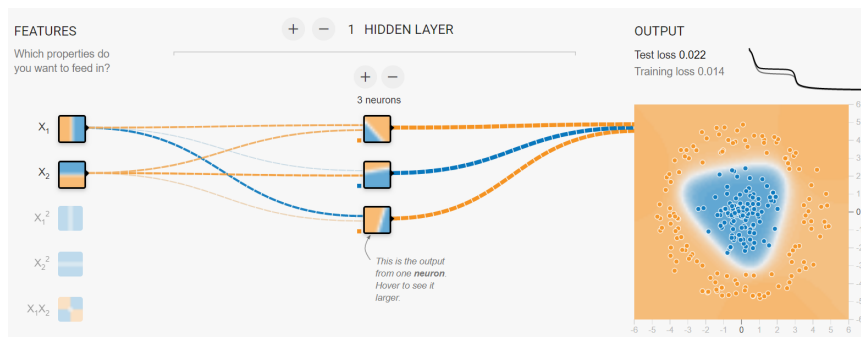 FEATURES
Which properties do
you want to feed in?
+ − 1 HIDDEN LAYER
+ −
3 neurons
OUTPUT
Test loss 0.022
Training loss 0.014
X₁
X₂
X₁²
X₂²
X₁X₂
This is the output
from one neuron.
Hover to see it
larger.
6
5
4
3
2
1
0
-1
-2
-3
-4
-5
-6
-6 -5 -4 -3 -2 -1 0 1 2 3 4 5 6